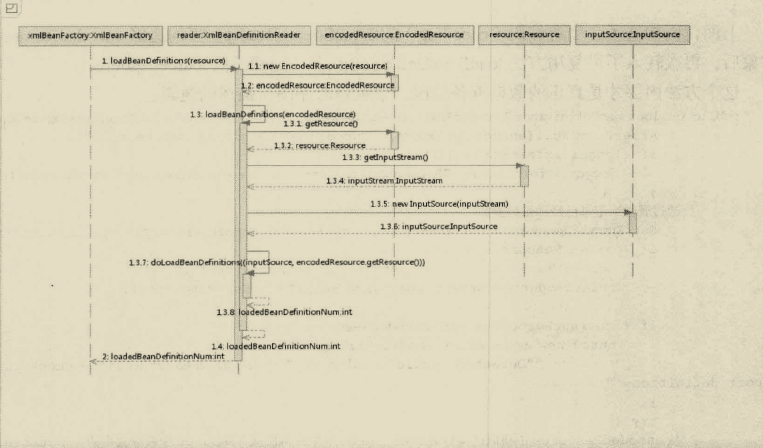 xmlBeanFactory:XmlBeanFactory
reader:XmlBeanDefinitionReader
encodedResource:EncodedResource
resource:Resource
inputSource:InputSource
1. loadBeanDefinitions(resource)
1.1: new EncodedResource(resource)
1.2: encodedResource:EncodedResource
1.3: loadBeanDefinitions(encodedResource)
1.3.1: getResource()
1.3.2: resource:Resource
1.3.3: getInputStream()
1.3.4: inputStream:InputStream
1.3.5: new InputSource(inputStream)
1.3.6: inputSource:InputSource
1.3.7: doLoadBeanDefinitions((inputSource, encodedResource.getResource()))
1.3.8: loadedBeanDefinitionNum:int
1.4: loadedBeanDefinitionNum:int
2: loadedBeanDefinitionNum:int